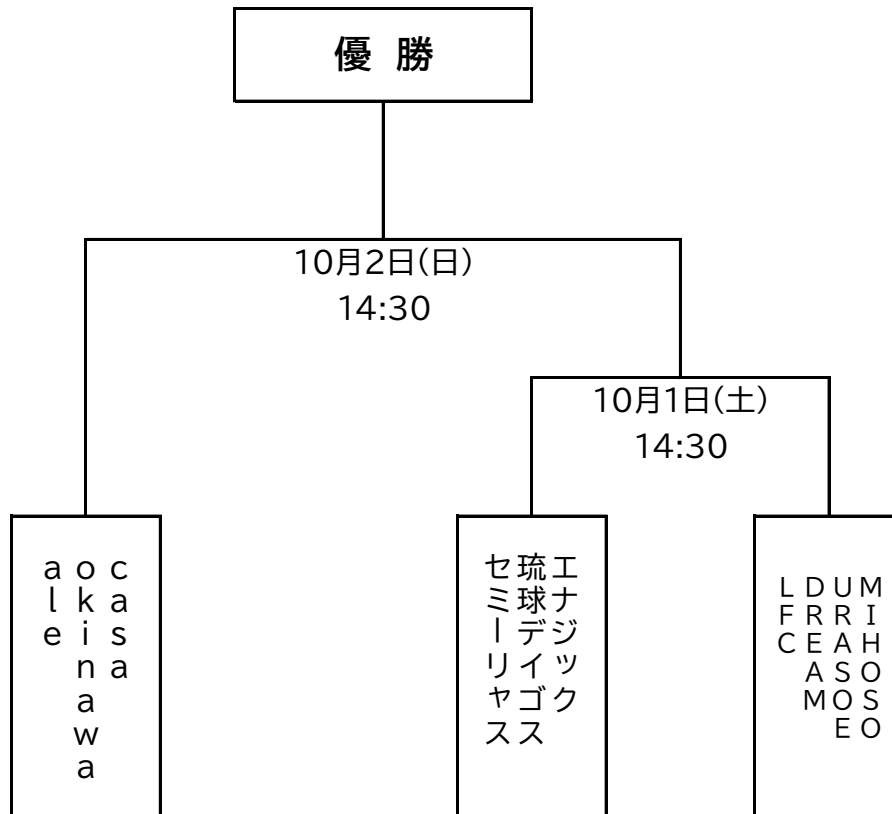 優 勝
10月2日(日)
14:30
10月1日(土)
14:30
casa
okinawa
ale
エナジック
琉球デイゴス
セミーリャス
MIHOSO
URASOE
DREAM
LFC